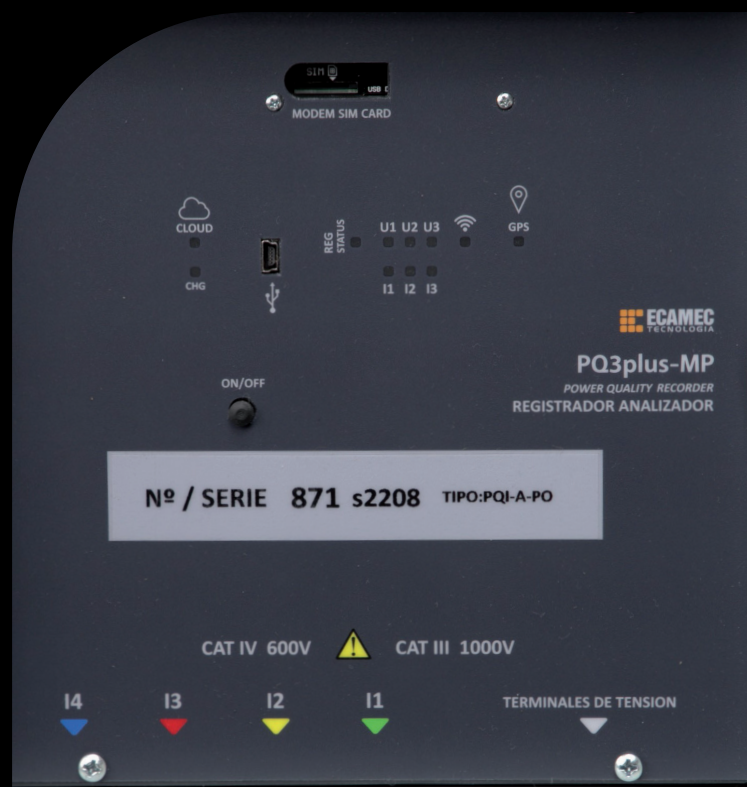 SIM
USB
MODEM SIM CARD
CLOUD
REG STATUS
U1 U2 U3
GPS
CHG
I1 I2 I3
ECAMEC
TECNOLOGIA
PQ3plus-MP
POWER QUALITY RECORDER
REGISTRADOR ANALIZADOR
ON/OFF
Nº / SERIE 871 s2208 TIPO:PQI-A-PO
CAT IV 600V CAT III 1000V
I4 I3 I2 I1 TERMINALES DE TENSION